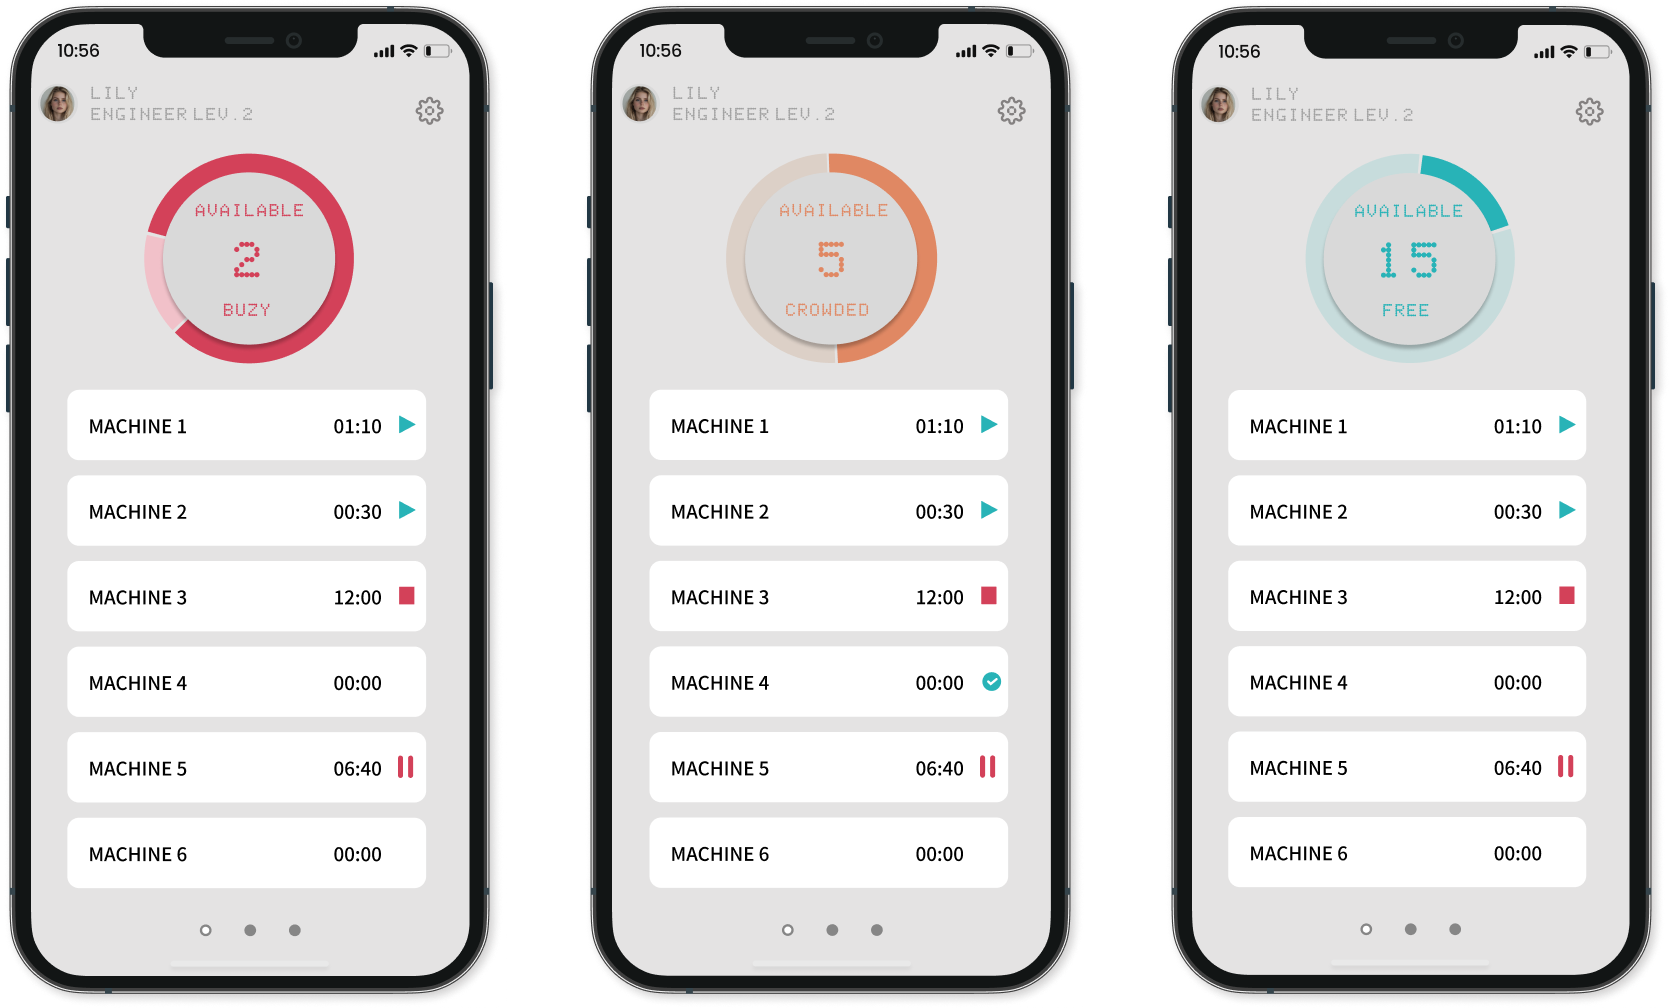 10:56
LILY
ENGINEER LEV.2
AVAILABLE
2
BUZY
MACHINE 1 01:10
MACHINE 2 00:30
MACHINE 3 12:00
MACHINE 4 00:00
MACHINE 5 06:40
MACHINE 6 00:00
10:56
LILY
ENGINEER LEV.2
AVAILABLE
5
CROWDED
MACHINE 1 01:10
MACHINE 2 00:30
MACHINE 3 12:00
MACHINE 4 00:00
MACHINE 5 06:40
MACHINE 6 00:00
10:56
LILY
ENGINEER LEV.2
AVAILABLE
15
FREE
MACHINE 1 01:10
MACHINE 2 00:30
MACHINE 3 12:00
MACHINE 4 00:00
MACHINE 5 06:40
MACHINE 6 00:00